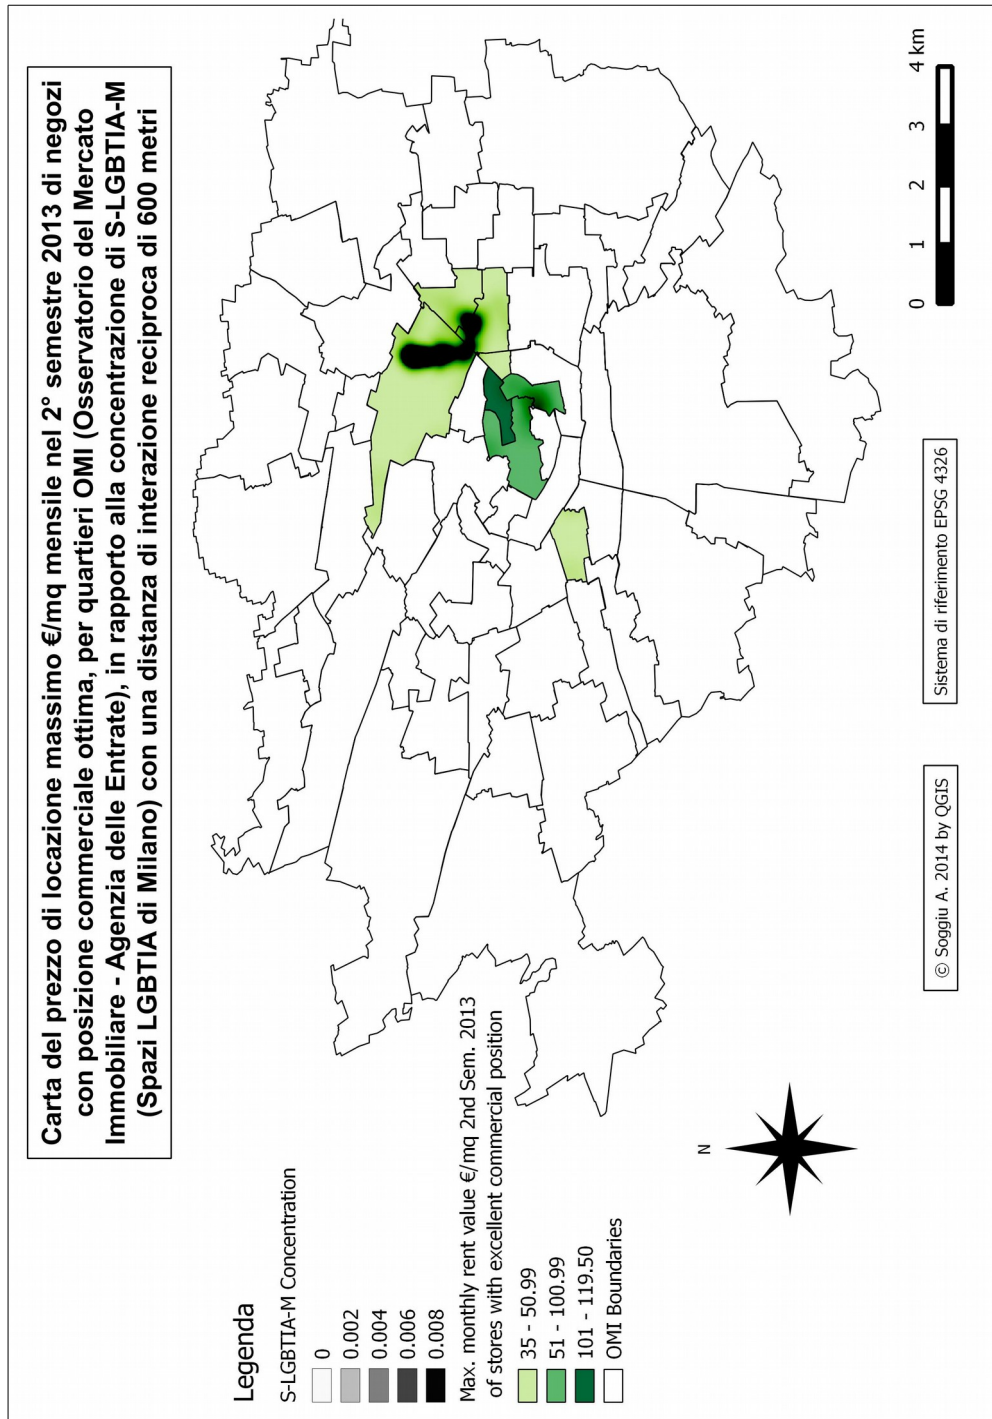 Carta del prezzo di locazione massimo €/mq mensile nel 2° semestre 2013 di negozi
con posizione commerciale ottima, per quartieri OMI (Osservatorio del Mercato
Immobiliare - Agenzia delle Entrate), in rapporto alla concentrazione di S-LGBTIA-M
(Spazi LGBTIA di Milano) con una distanza di interazione reciproca di 600 metri
Legenda
S-LGBTIA-M Concentration
0
0.002
0.004
0.006
0.008
Max. monthly rent value €/mq 2nd Sem. 2013
of stores with excellent commercial position
35 - 50.99
51 - 100.99
101 - 119.50
OMI Boundaries
N
© Soggiu A. 2014 by QGIS
Sistema di riferimento EPSG 4326
0 1 2 3 4 km